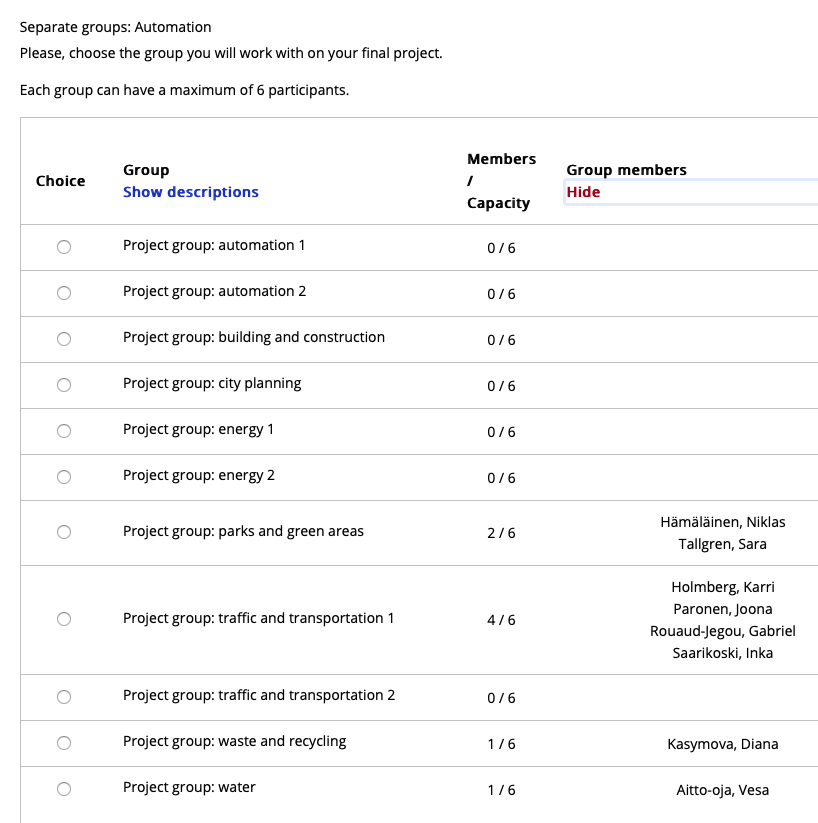 Separate groups: Automation
Please, choose the group you will work with on your final project.
Each group can have a maximum of 6 participants.
Choice
Group
Show descriptions
Members
/
Capacity
Group members
Hide
Project group: automation 1
0 / 6
Project group: automation 2
0 / 6
Project group: building and construction
0 / 6
Project group: city planning
0 / 6
Project group: energy 1
0 / 6
Project group: energy 2
0 / 6
Project group: parks and green areas
2 / 6
Hämäläinen, Niklas
Tallgren, Sara
Project group: traffic and transportation 1
4 / 6
Holmberg, Karri
Paronen, Joona
Rouaud-Jegou, Gabriel
Saarikoski, Inka
Project group: traffic and transportation 2
0 / 6
Project group: waste and recycling
1 / 6
Kasymova, Diana
Project group: water
1 / 6
Aitto-oja, Vesa